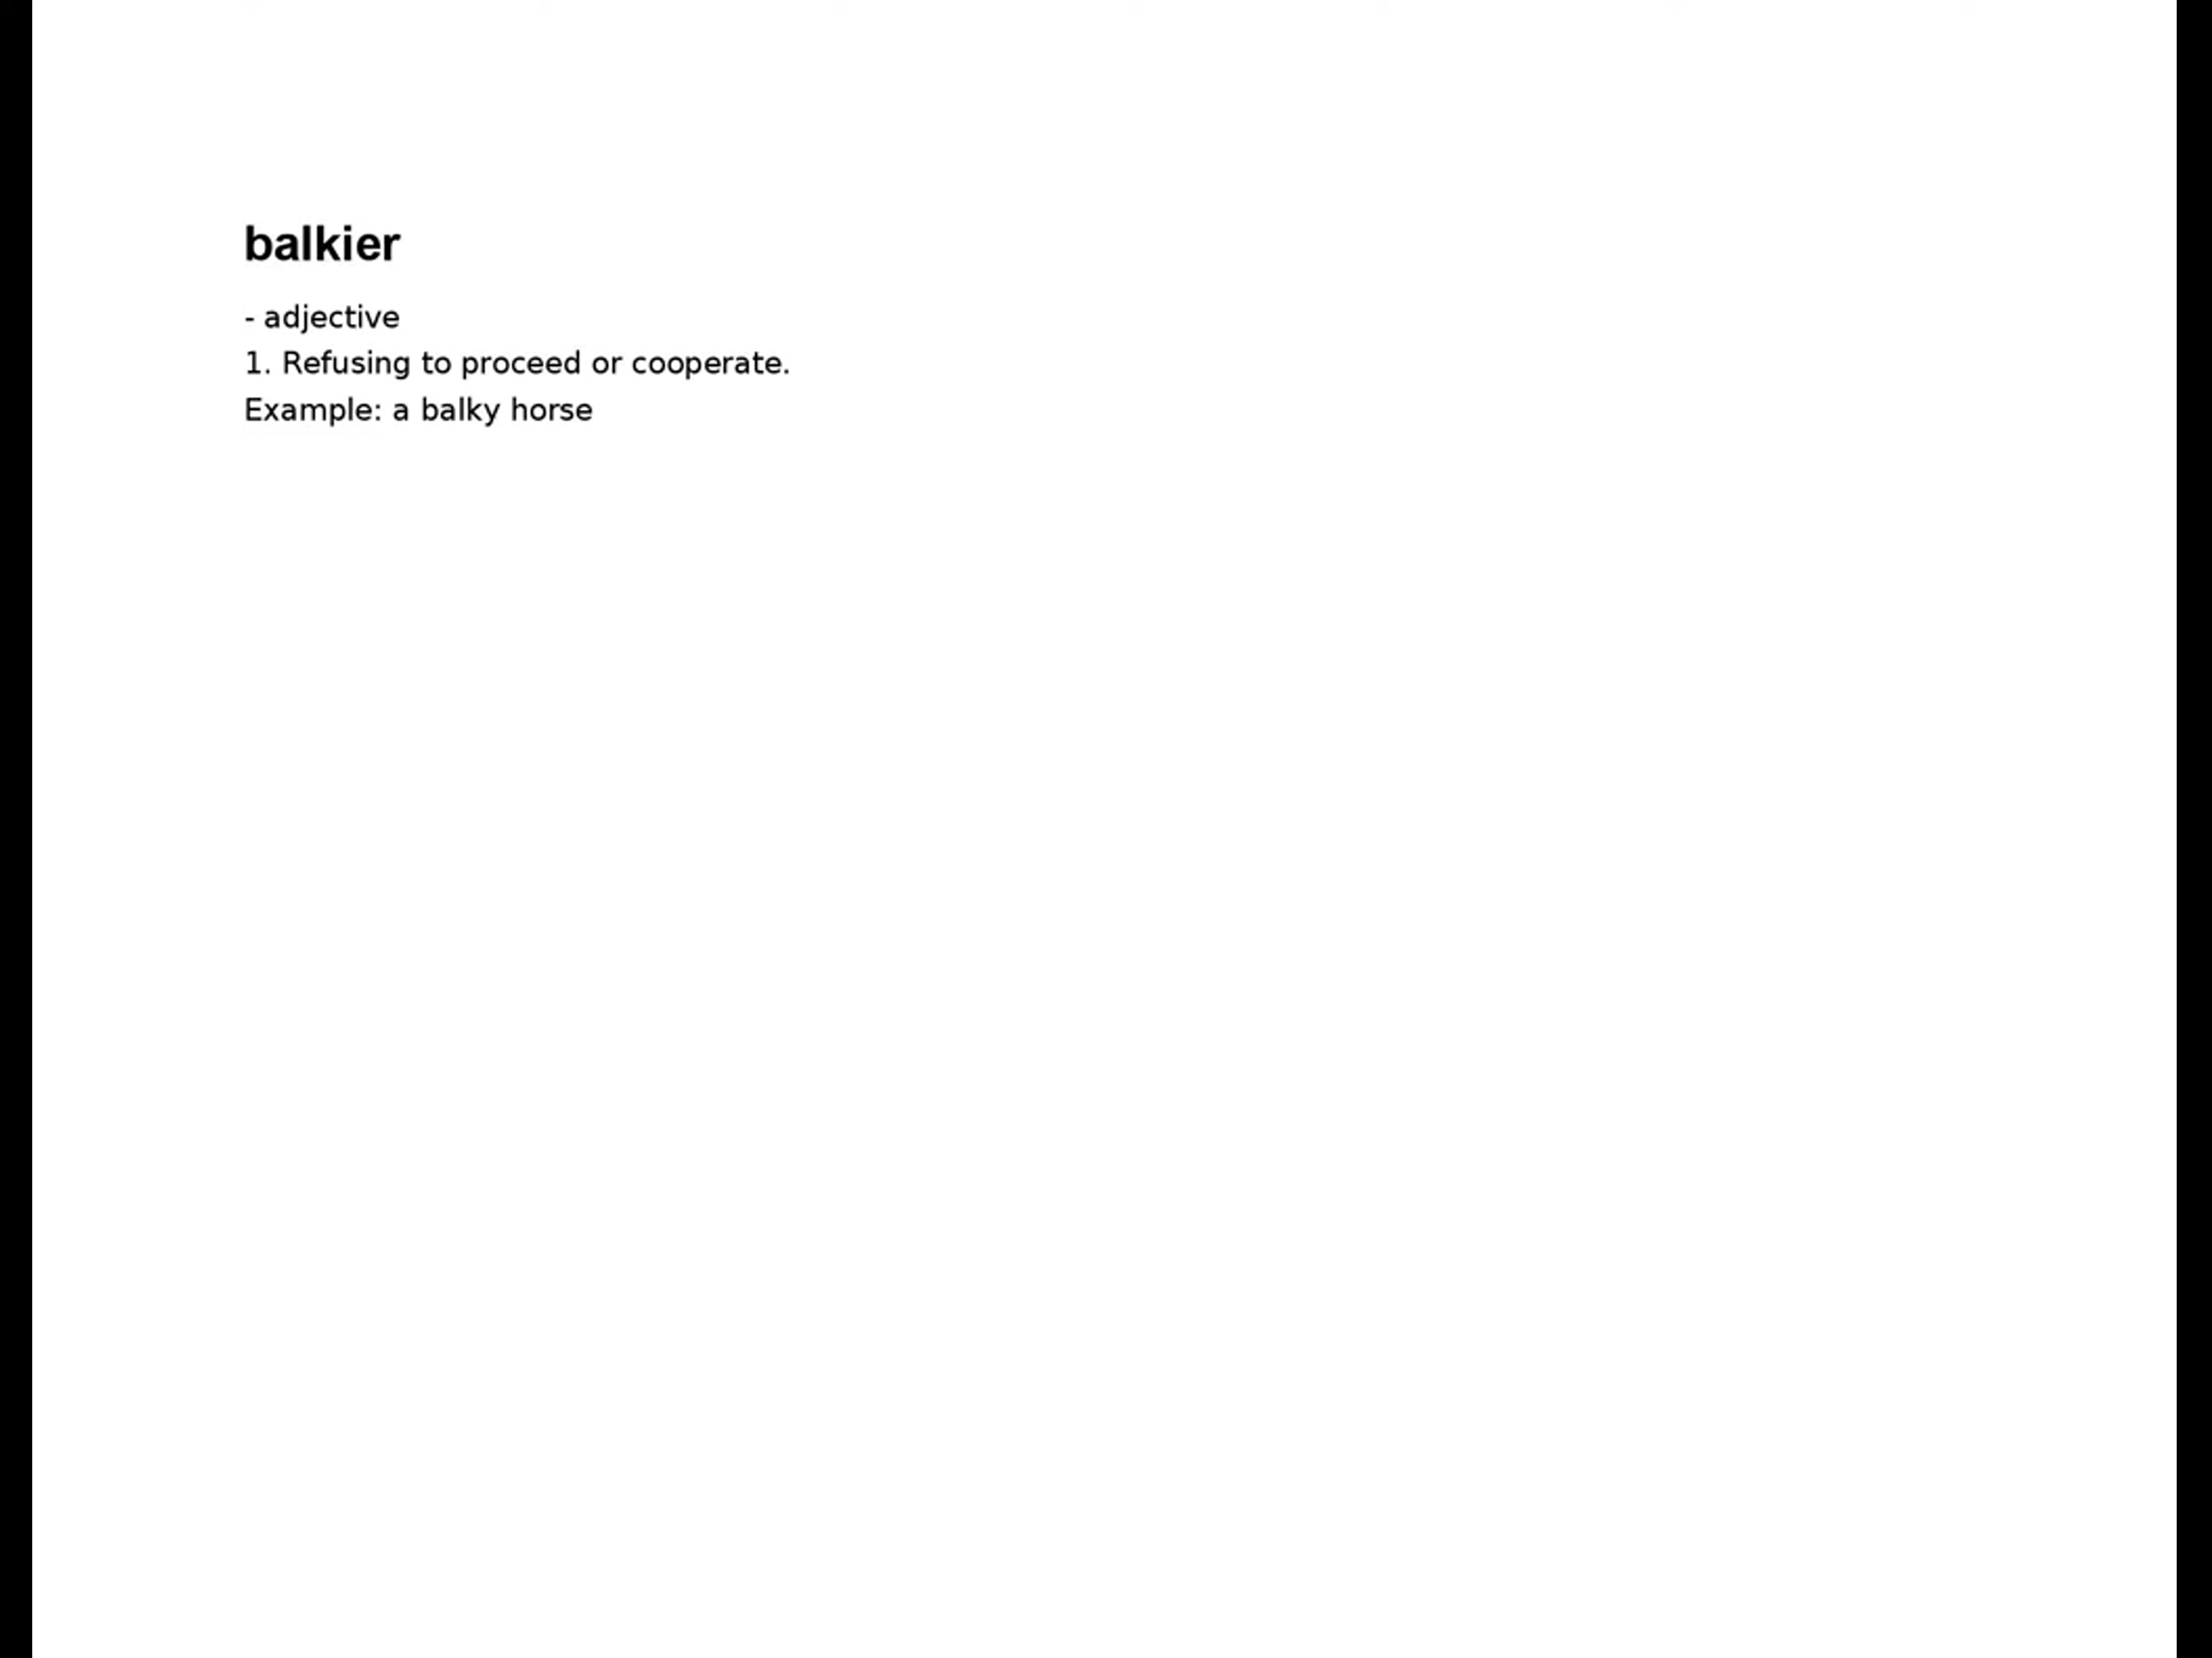 balkier
- adjective
1. Refusing to proceed or cooperate.
Example: a balky horse